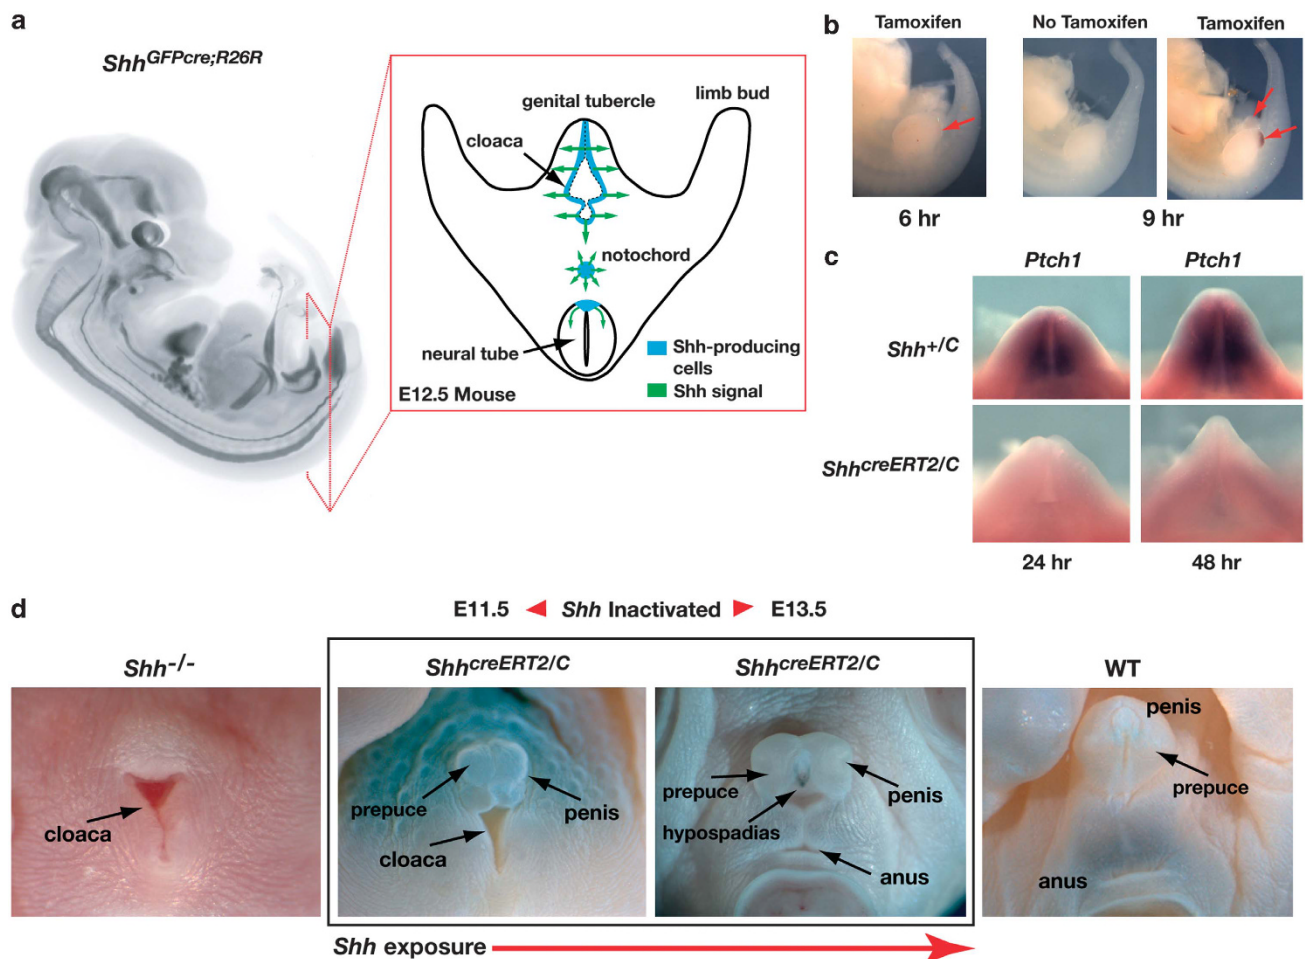 a
Shh^GFPcre;R26R
genital tubercle
limb bud
cloaca
notochord
neural tube
Shh-producing
cells
Shh signal
E12.5 Mouse
b
Tamoxifen
No Tamoxifen
Tamoxifen
6 hr
9 hr
c
Ptch1
Ptch1
Shh^+/C
Shh^creERT2/C
24 hr
48 hr
d
E11.5
Shh Inactivated
E13.5
Shh^-/-
Shh^creERT2/C
Shh^creERT2/C
WT
cloaca
prepuce
penis
cloaca
prepuce
penis
hypospadias
anus
penis
prepuce
anus
Shh exposure